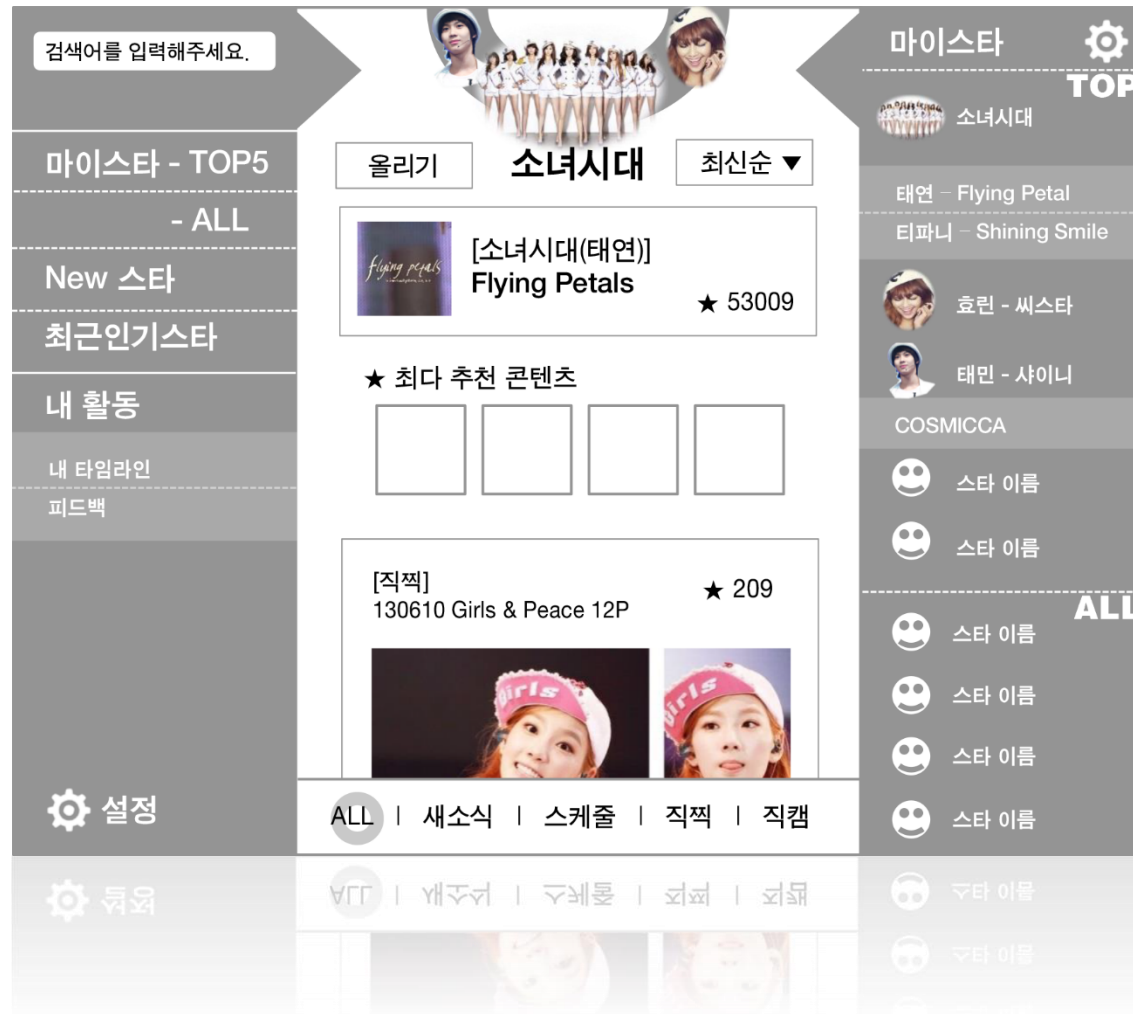 검색어를 입력해주세요.
마이스타 - TOP5
- ALL
New 스타
최근인기스타
내 활동
내 타임라인
피드백
설정
올리기
소녀시대
최신순 ▼
flying petals
[소녀시대(태연)]
Flying Petals
★ 53009
★ 최다 추천 콘텐츠
[직찍]
130610 Girls & Peace 12P
★ 209
girls
girls
ALL | 새소식 | 스케줄 | 직찍 | 직캠
마이스타
TOP
소녀시대
태연 – Flying Petal
티파니 – Shining Smile
효린 - 씨스타
태민 - 샤이니
COSMICCA
스타 이름
스타 이름
ALL
스타 이름
스타 이름
스타 이름
스타 이름